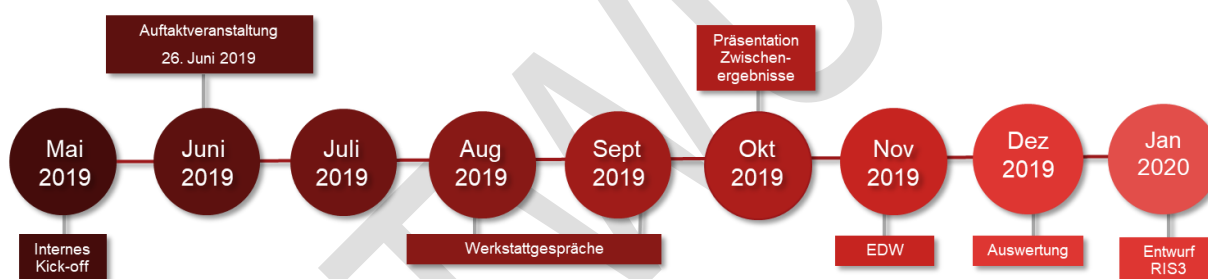 Auftaktveranstaltung
26. Juni 2019
Präsentation
Zwischen-
ergebnisse
Mai
2019
Juni
2019
Juli
2019
Aug
2019
Sept
2019
Okt
2019
Nov
2019
Dez
2019
Jan
2020
Internes
Kick-off
Werkstattgespräche
EDW
Auswertung
Entwurf
RIS3